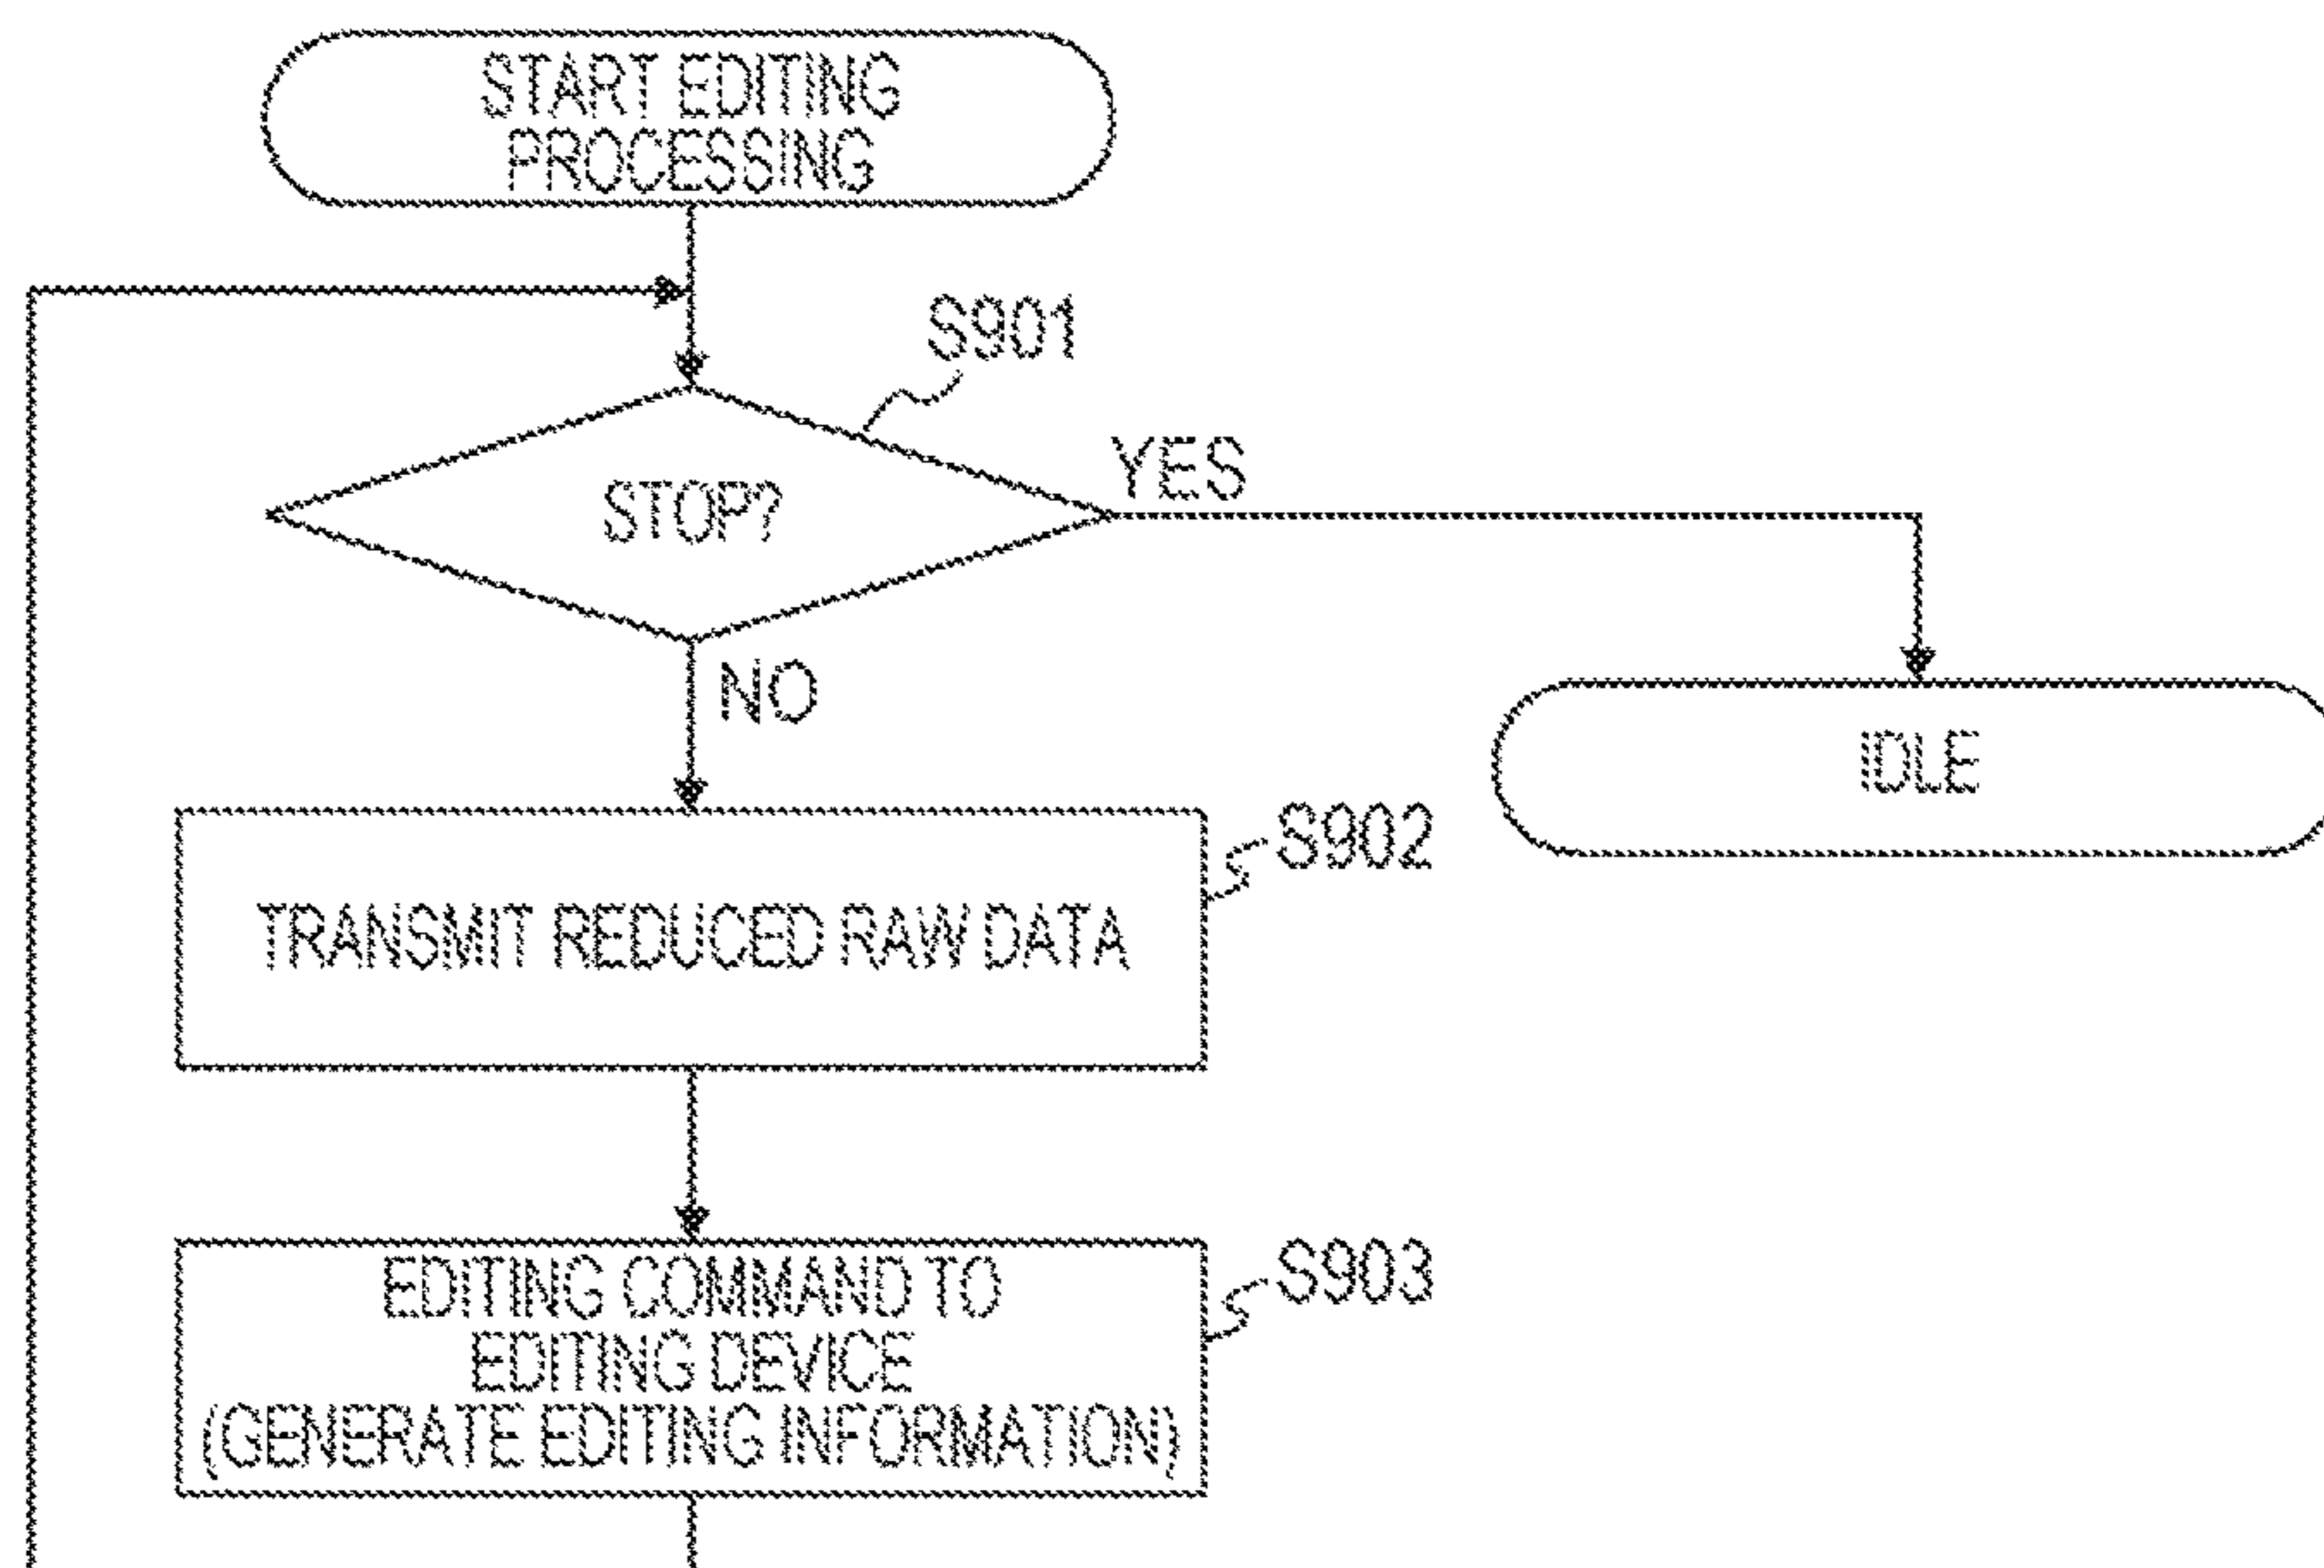 START EDITING
PROCESSING
S901
STOP?
YES
NO
IDLE
S902
TRANSMIT REDUCED RAW DATA
S903
EDITING COMMAND TO
EDITING DEVICE
(GENERATE EDITING INFORMATION)